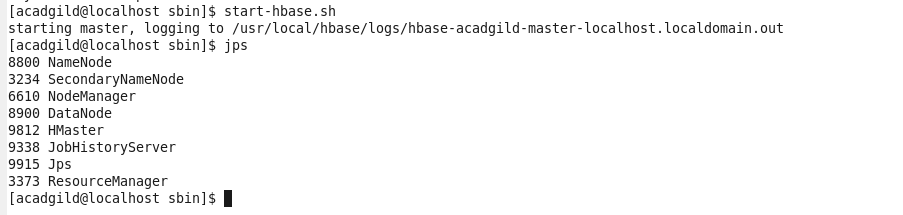 [acadgild@localhost sbin]$ start-hbase.sh
starting master, logging to /usr/local/hbase/logs/hbase-acadgild-master-localhost.localdomain.out
[acadgild@localhost sbin]$ jps
8800 NameNode
3234 SecondaryNameNode
6610 NodeManager
8900 DataNode
9812 HMaster
9338 JobHistoryServer
9915 Jps
3373 ResourceManager
[acadgild@localhost sbin]$